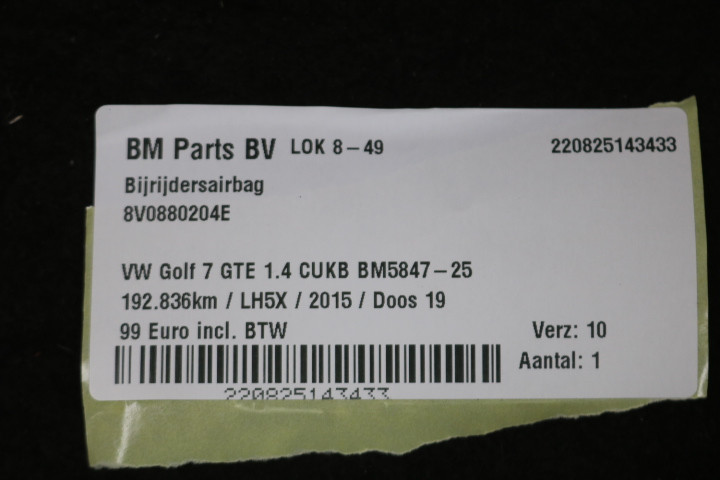 BM Parts BV LOK 8-49 220825143433
Bijrijdersairbag
8V0880204E
VW Golf 7 GTE 1.4 CUKB BM5847-25
192.836km / LH5X / 2015 / Doos 19
99 Euro incl. BTW Verz: 10
Aantal: 1
220825143433